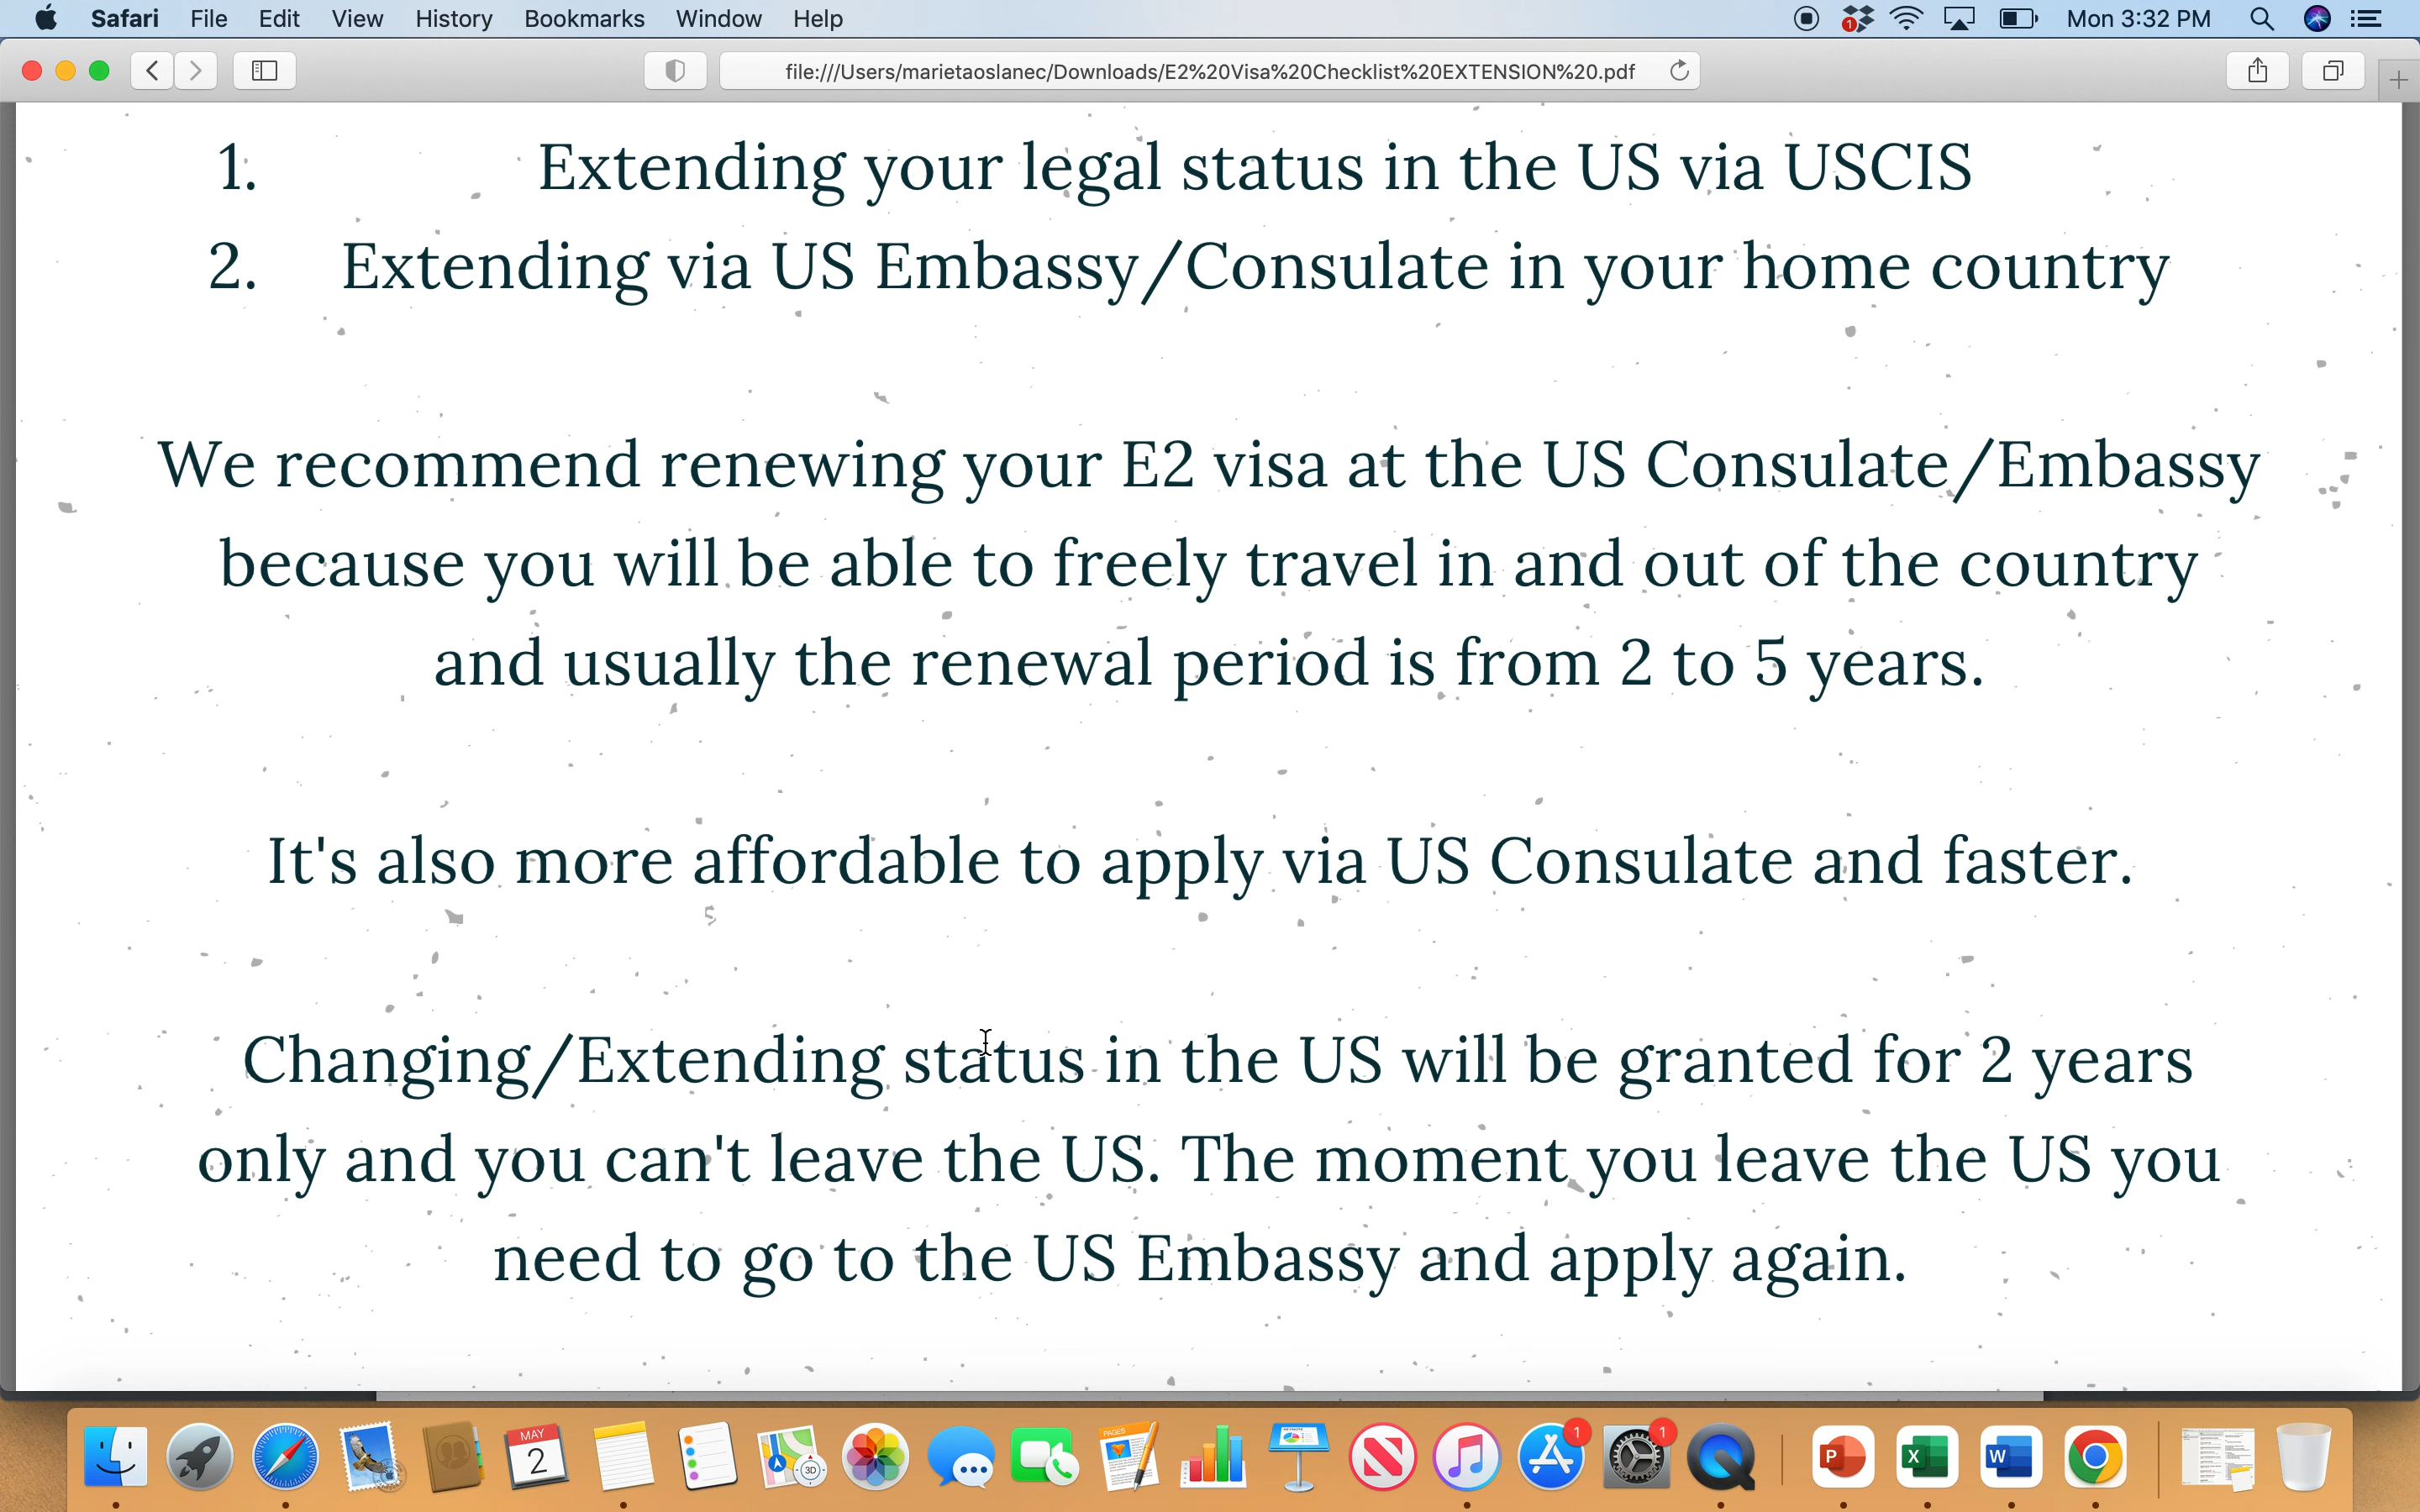 Safari File Edit View History Bookmarks Window Help
1 Mon 3:32 PM
file:///Users/marietaoslanec/Downloads/E2%20Visa%20Checklist%20EXTENSION%20.pdf
1. Extending your legal status in the US via USCIS
2. Extending via US Embassy/Consulate in your home country
We recommend renewing your E2 visa at the US Consulate/Embassy
because you will be able to freely travel in and out of the country
and usually the renewal period is from 2 to 5 years.
It's also more affordable to apply via US Consulate and faster.
Changing/Extending status in the US will be granted for 2 years
only and you can't leave the US. The moment you leave the US you
need to go to the US Embassy and apply again.
MAY
2
3D
PAGES
1
1
P
X
W